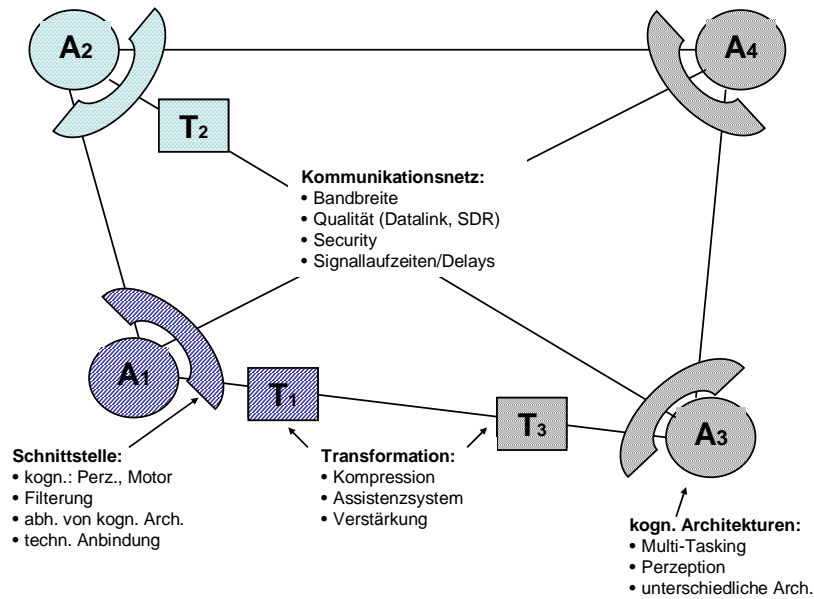 A2
A4
T2
Kommunikationsnetz:
• Bandbreite
• Qualität (Datalink, SDR)
• Security
• Signallaufzeiten/Delays
A1
T1
T3
A3
Schnittstelle:
• kogn.: Perz., Motor
• Filterung
• abh. von kogn. Arch.
• techn. Anbindung
Transformation:
• Kompression
• Assistenzsystem
• Verstärkung
kogn. Architekturen:
• Multi-Tasking
• Perzeption
• unterschiedliche Arch.